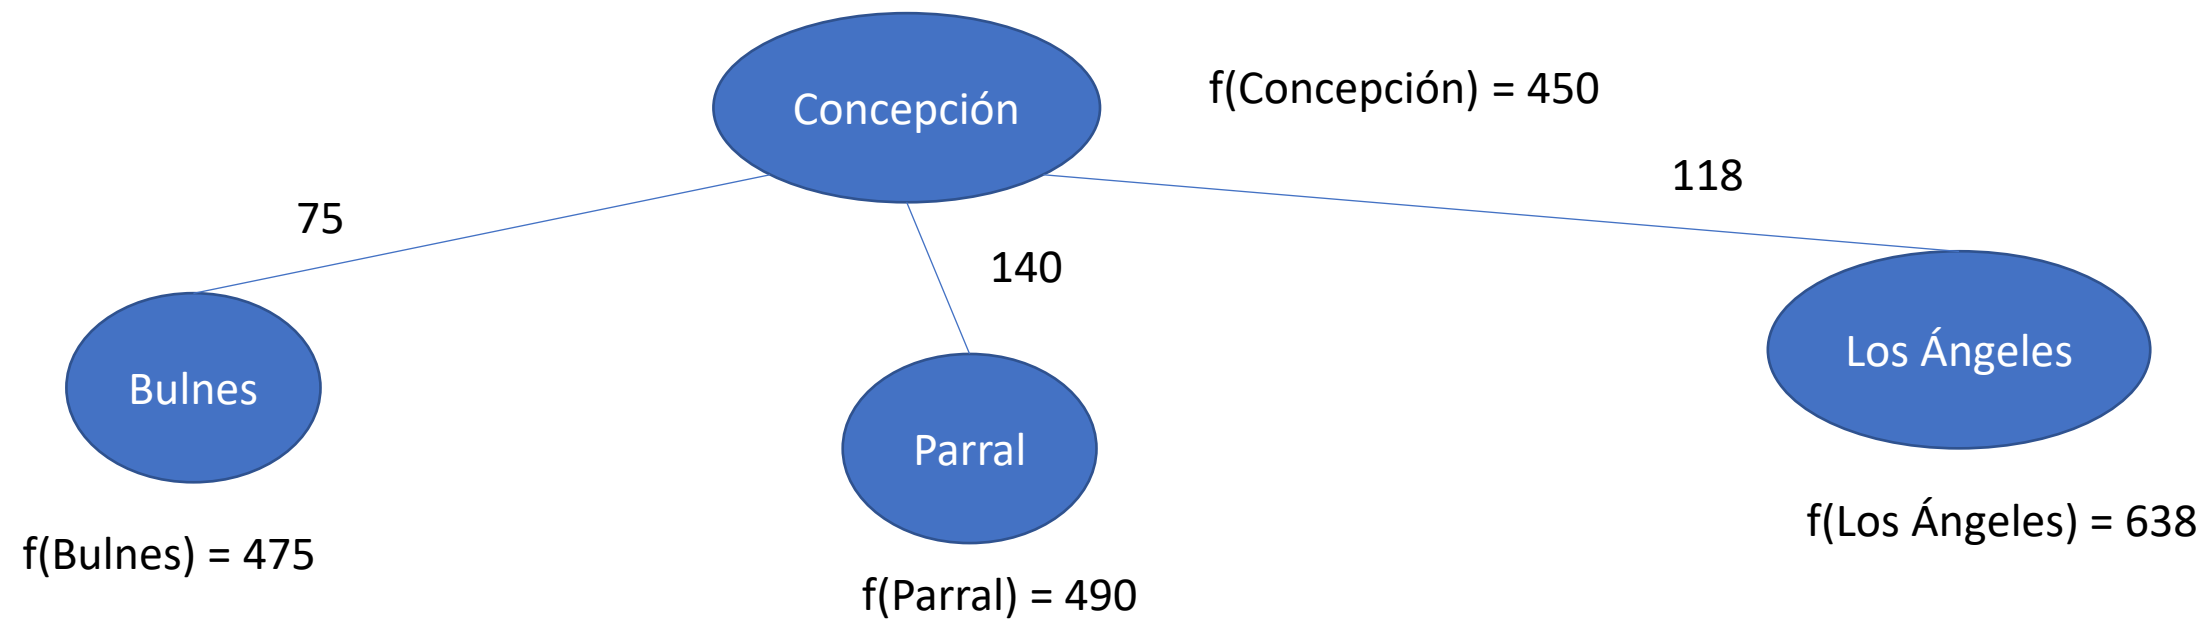 Concepción
f(Concepción) = 450
118
75
140
Los Ángeles
Bulnes
Parral
f(Los Ángeles) = 638
f(Bulnes) = 475
f(Parral) = 490